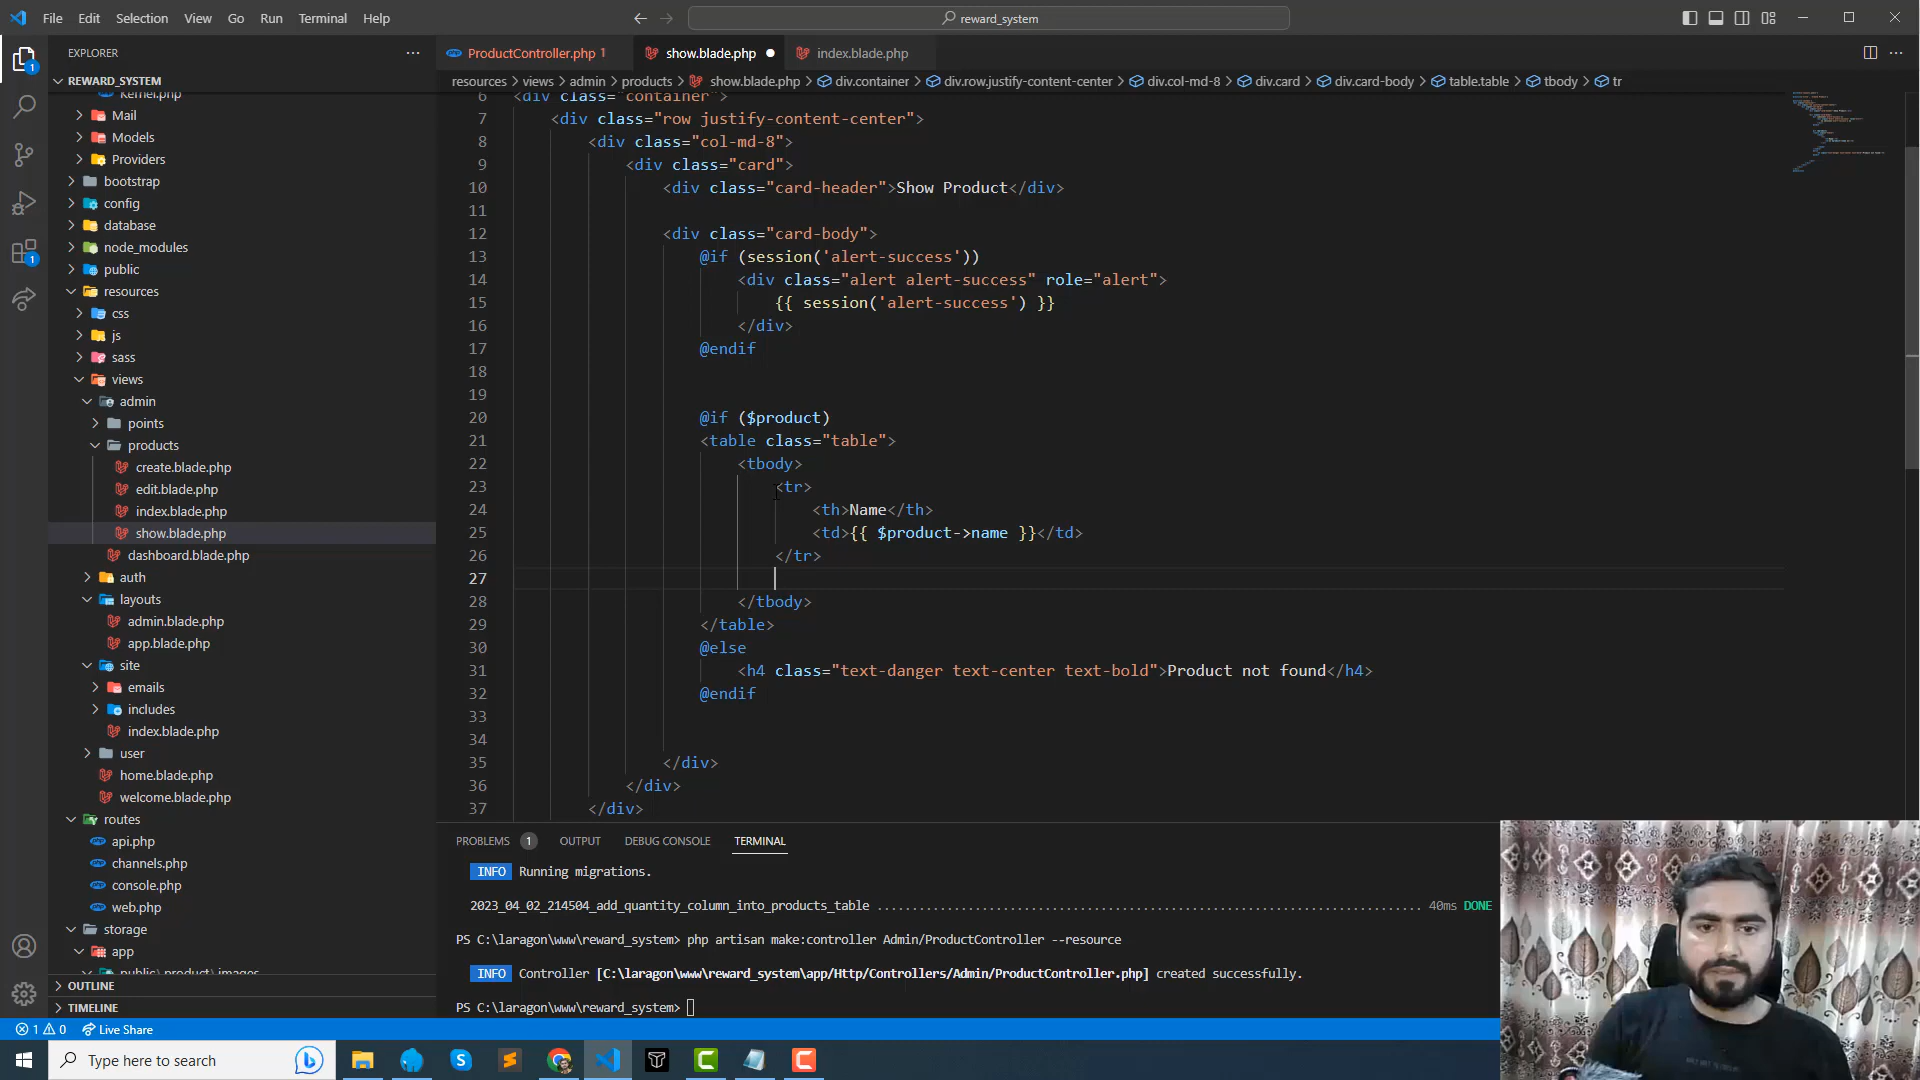 File Edit Selection View Go Run Terminal Help
reward_system
EXPLORER
ProductController.php 1
show.blade.php
index.blade.php
REWARD_SYSTEM
resources > views > admin > products > show.blade.php > div.container > div.row.justify-content-center > div.col-md-8 > div.card > div.card-body > table.table > tbody > tr
Kernel.php
Mail
Models
Providers
bootstrap
config
database
node_modules
public
resources
css
js
sass
views
admin
points
products
create.blade.php
edit.blade.php
index.blade.php
show.blade.php
dashboard.blade.php
auth
layouts
admin.blade.php
app.blade.php
site
emails
includes
index.blade.php
user
home.blade.php
welcome.blade.php
routes
api.php
channels.php
console.php
web.php
storage
app
public\product\images
OUTLINE
TIMELINE
6 <div class="container">
7 <div class="row justify-content-center">
8 <div class="col-md-8">
9 <div class="card">
10 <div class="card-header">Show Product</div>
11
12 <div class="card-body">
13 @if (session('alert-success'))
14 <div class="alert alert-success" role="alert">
15 {{ session('alert-success') }}
16 </div>
17 @endif
18
19
20 @if ($product)
21 <table class="table">
22 <tbody>
23 <tr>
24 <th>Name</th>
25 <td>{{ $product->name }}</td>
26 </tr>
27
28 </tbody>
29 </table>
30 @else
31 <h4 class="text-danger text-center text-bold">Product not found</h4>
32 @endif
33
34
35 </div>
36 </div>
37 </div>
PROBLEMS 1 OUTPUT DEBUG CONSOLE TERMINAL
INFO Running migrations.
2023_04_02_214504_add_quantity_column_into_products_table ........ 40ms DONE
PS C:\laragon\www\reward_system> php artisan make:controller Admin/ProductController --resource
INFO Controller [C:\laragon\www\reward_system\app/Http/Controllers/Admin/ProductController.php] created successfully.
PS C:\laragon\www\reward_system>
1 0 Live Share
Type here to search